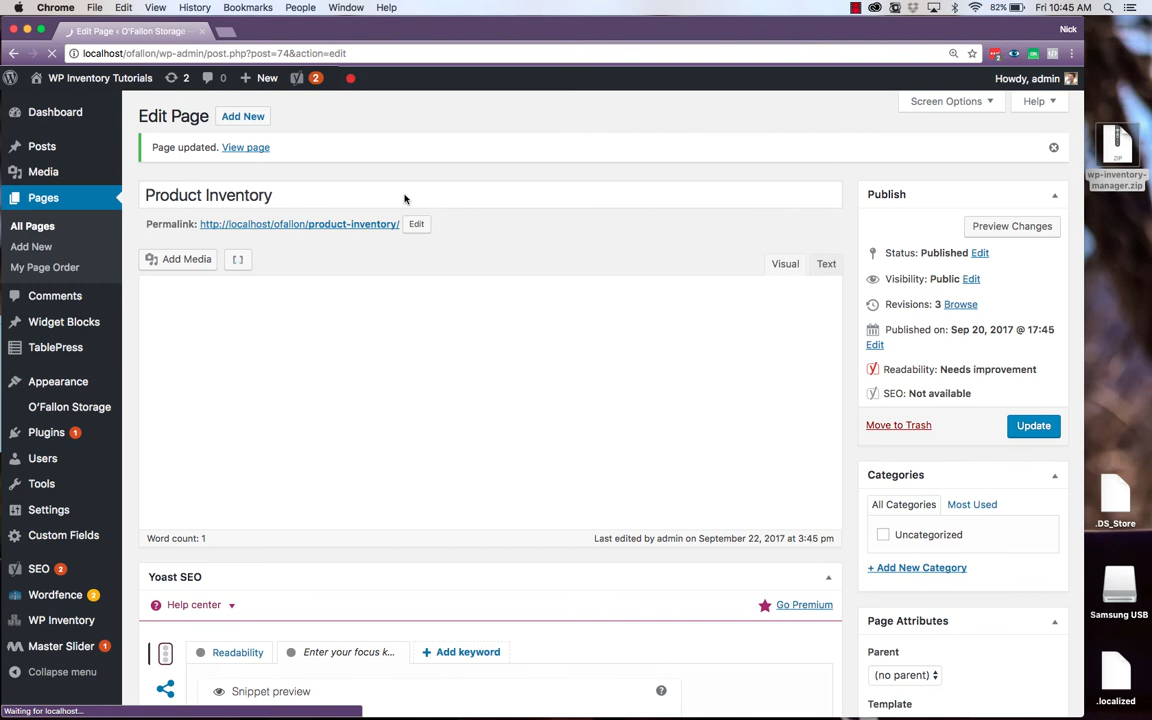 Chrome File Edit View History Bookmarks People Window Help 82% Fri 10:45 AM
Edit Page ‹ O'Fallon Storage Nick
localhost/ofallon/wp-admin/post.php?post=74&action=edit
WP Inventory Tutorials 2 0 New 2 Howdy, admin
Dashboard
Posts
Media
Pages
All Pages
Add New
My Page Order
Comments
Widget Blocks
TablePress
Appearance
O'Fallon Storage
Plugins 1
Users
Tools
Settings
Custom Fields
SEO 2
Wordfence 2
WP Inventory
Master Slider 1
Collapse menu
Waiting for localhost...
Screen Options Help
Edit Page Add New
Page updated. View page
Product Inventory
Permalink: http://localhost/ofallon/product-inventory/ Edit
Add Media [ ] Visual Text
Word count: 1 Last edited by admin on September 22, 2017 at 3:45 pm
Yoast SEO
Help center Go Premium
Readability Enter your focus k... Add keyword
Snippet preview
Publish
Preview Changes
Status: Published Edit
Visibility: Public Edit
Revisions: 3 Browse
Published on: Sep 20, 2017 @ 17:45
Edit
Readability: Needs improvement
SEO: Not available
Move to Trash Update
Categories
All Categories Most Used
Uncategorized
+ Add New Category
Page Attributes
Parent
(no parent)
Template
ZIP
wp-inventory-
manager.zip
.DS_Store
Samsung USB
.localized